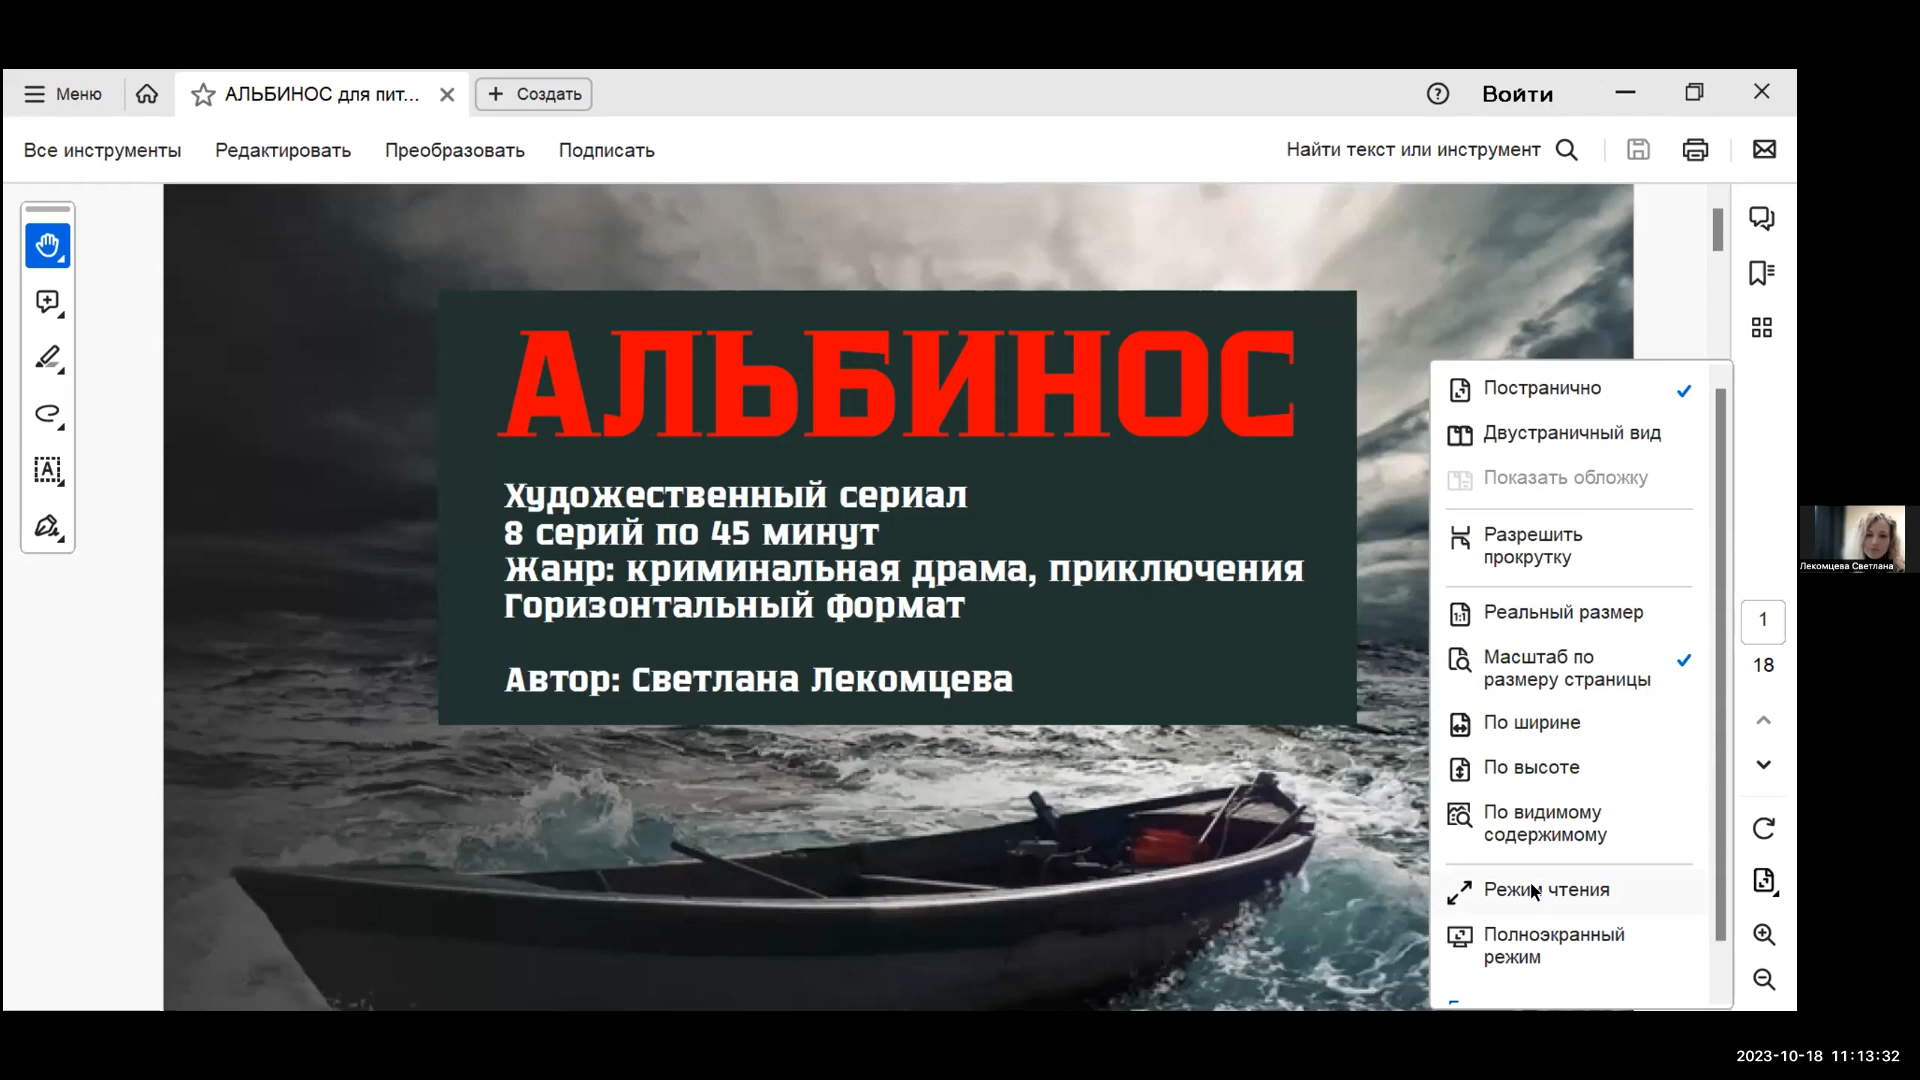 Меню
АЛЬБИНОС для пит...
Создать
Войти
Все инструменты
Редактировать
Преобразовать
Подписать
Найти текст или инструмент
АЛЬБИНОС
Художественный сериал
8 серий по 45 минут
Жанр: криминальная драма, приключения
Горизонтальный формат
Автор: Светлана Лекомцева
Постранично
Двустраничный вид
Показать обложку
Разрешить
прокрутку
Реальный размер
Масштаб по
размеру страницы
По ширине
По высоте
По видимому
содержимому
Режим чтения
Полноэкранный
режим
1
18
Лекомцева Светлана
2023-10-18 11:13:32